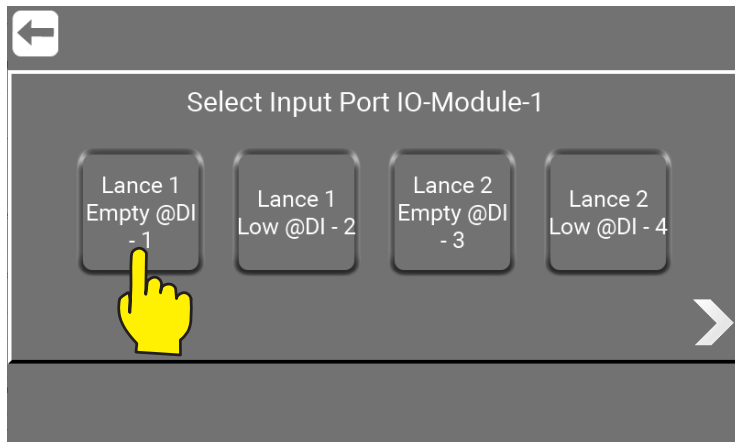 Select Input Port IO-Module-1
Lance 1
Empty @DI
- 1
Lance 1
Low @DI - 2
Lance 2
Empty @DI
- 3
Lance 2
Low @DI - 4